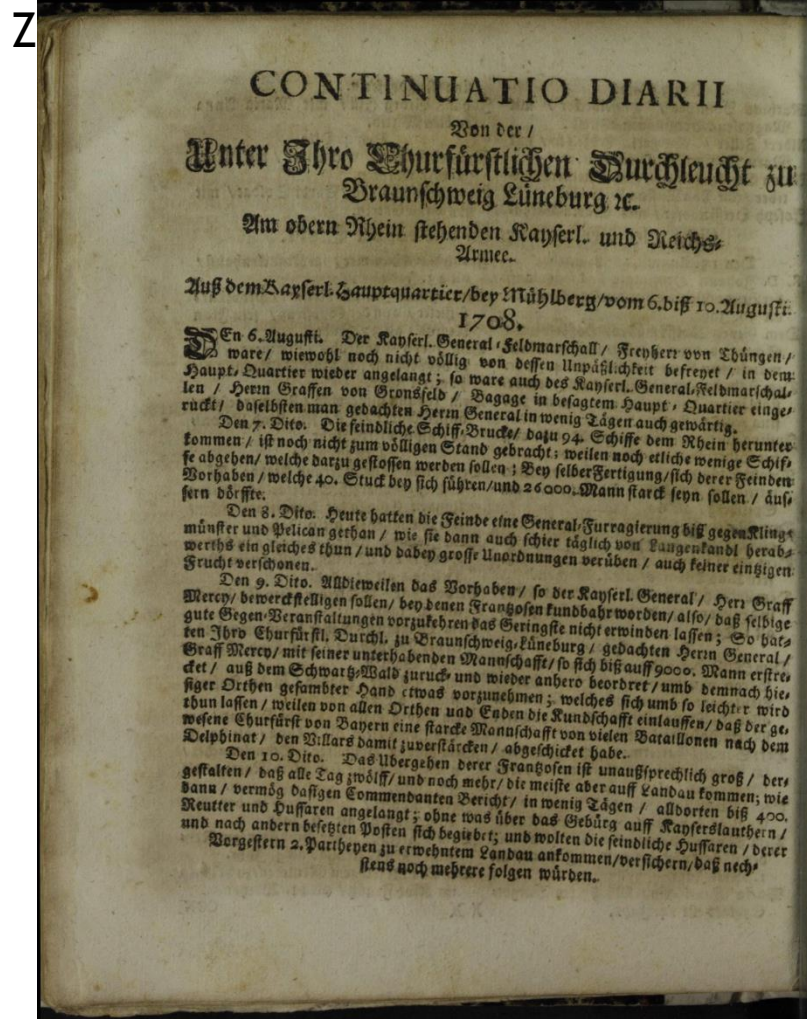 Z
CONTINUATIO DIARII
Von der /
Unter Ihro Churfürstlichen Durchleucht zu
Braunschweig Lüneburg ꝛc.
Am obern Rhein stehenden Kayserl. und Reichs-
Armee.
Auß dem Kayserl. Hauptquartier/bey Mühlberg/vom 6. biß 10. Augusti.
1708.
DEn 6. Augusti. Der Kayserl. General-Feldmarschall / Freyherr von Thüngen /
ware / wiewohl noch nicht völlig von dessen Unpäßlichkeit befreyet / in dem
Haupt-Quartier wieder angelangt; so ware auch des Kayserl. General-Feldmarschal-
len / Herrn Graffen von Gronsfeld / Bagage in besagtem Haupt-Quartier einge-
rückt / daselbsten man gedachten Herrn General in wenig Tägen auch gewärtig.
Den 7. Dito. Die feindliche Schiff-Brucke/ dazu 94. Schiffe dem Rhein herunter
kommen / ist noch nicht zum völligen Stand gebracht; weilen noch etliche wenige Schif-
fe abgehen/ welche darzu gestossen werden sollen; Bey selber Fertigung/sich derer Feinden
Vorhaben / welche 40. Stuck bey sich führen/und 26000. Mann starck seyn sollen / äus-
sern dörffte.
Den 8. Dito. Heute hatten die Feinde eine General-Furragierung biß gegen Kling-
münster und Pelican gethan / wie sie dann auch schier täglich von Langenkandl herab-
werths ein gleiches thun / und dabey grosse Unordnungen verüben / auch keiner eintzigen
Frucht verschonen.
Den 9. Dito. Alldieweilen das Vorhaben / so der Kayserl. General / Herr Graff
Mercy/ bewerckstelligen sollen/ bey denen Frantzosen kundbahr worden/ also/ daß selbige
gute Gegen-Veranstaltungen vorzukehren das Geringste nicht erwinden lassen; So hat-
ten Ihro Churfürstl. Durchl. zu Braunschweig-Lüneburg / gedachten Herrn General /
Graff Mercy/ mit seiner unterhabenden Mannschafft/ so sich biß auff 9000. Mann erstre-
cket / auß dem Schwartz-Wald zuruck- und wieder anhero beordret / umb demnach hie-
siger Orthen gesambter Hand etwas vorzunehmen; welches sich umb so leichter wird
thun lassen / weilen von allen Orthen und Enden die Kundschafft einlauffen/ daß der ge-
wesene Churfürst von Bayern eine starcke Mannschafft von vielen Bataillonen nach dem
Delphinat / den Villars damit zuverstärcken / abgeschicket habe.
Den 10. Dito. Das Ubergehen derer Frantzosen ist unaußsprechlich groß / der-
gestalten / daß alle Tag zwölff/ und noch mehr/ die meiste aber auff Landau kommen; wie
danu / vermög dasigen Commendanten Bericht/ in wenig Tägen / alldorten biß 400.
Reutter und Hussaren angelangt; ohne was über das Gebürg auff Kayserslauthern /
und nach andern besetzten Posten sich begiebet; und wolten die feindliche Hussaren / derer
Vorgestern 2. Partheyen zu erwehntem Landau ankommen/versichern/daß nech-
stens noch mehrere folgen würden.